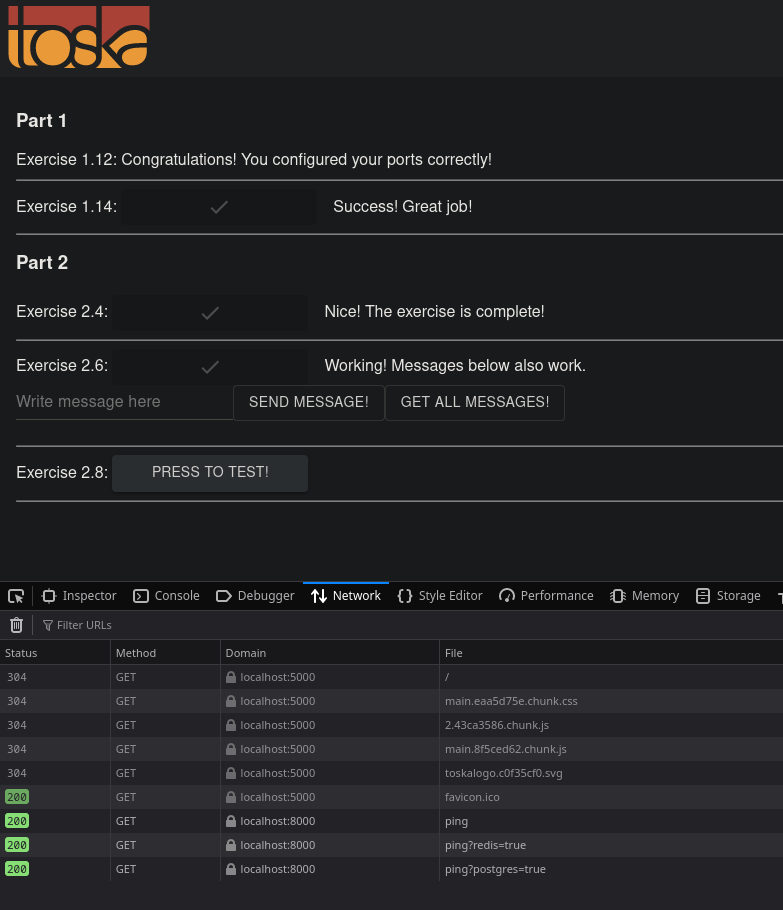 toska
Part 1
Exercise 1.12: Congratulations! You configured your ports correctly!
Exercise 1.14: Success! Great job!
Part 2
Exercise 2.4: Nice! The exercise is complete!
Exercise 2.6: Working! Messages below also work.
Write message here SEND MESSAGE! GET ALL MESSAGES!
Exercise 2.8: PRESS TO TEST!
Inspector Console Debugger Network Style Editor Performance Memory Storage
Filter URLs
Status Method Domain File
304 GET localhost:5000 /
304 GET localhost:5000 main.eaa5d75e.chunk.css
304 GET localhost:5000 2.43ca3586.chunk.js
304 GET localhost:5000 main.8f5ced62.chunk.js
304 GET localhost:5000 toskalogo.c0f35cf0.svg
200 GET localhost:5000 favicon.ico
200 GET localhost:8000 ping
200 GET localhost:8000 ping?redis=true
200 GET localhost:8000 ping?postgres=true